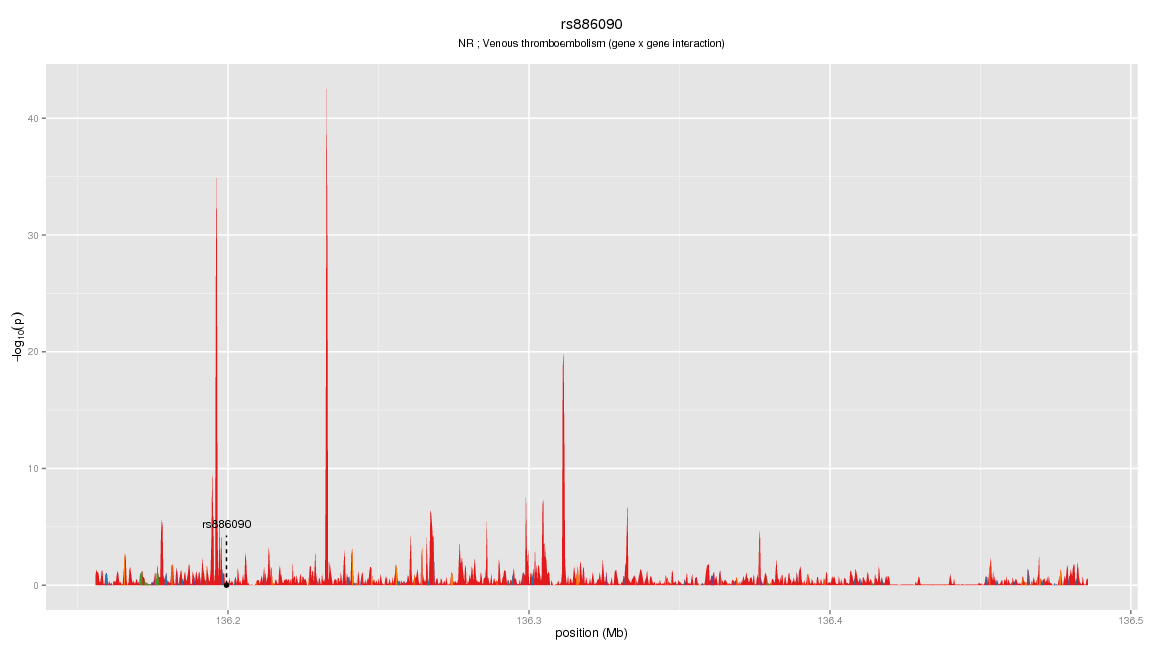 rs886090
NR ; Venous thromboembolism (gene x gene interaction)
40
30
20
10
0
−log10(p)
rs886090
136.2
136.3
136.4
136.5
position (Mb)